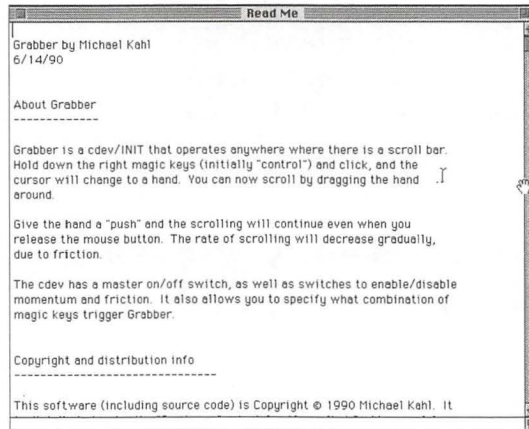 Read Me
Grabber by Michael Kahl
6/14/90
About Grabber
-------------
Grabber is a cdev/INIT that operates anywhere where there is a scroll bar.
Hold down the right magic keys (initially "control") and click, and the
cursor will change to a hand.  You can now scroll by dragging the hand
around.
Give the hand a "push" and the scrolling will continue even when you
release the mouse button.  The rate of scrolling will decrease gradually,
due to friction.
The cdev has a master on/off switch, as well as switches to enable/disable
momentum and friction.  It also allows you to specify what combination of
magic keys trigger Grabber.
Copyright and distribution info
-------------------------------
This software (including source code) is Copyright © 1990 Michael Kahl.  It